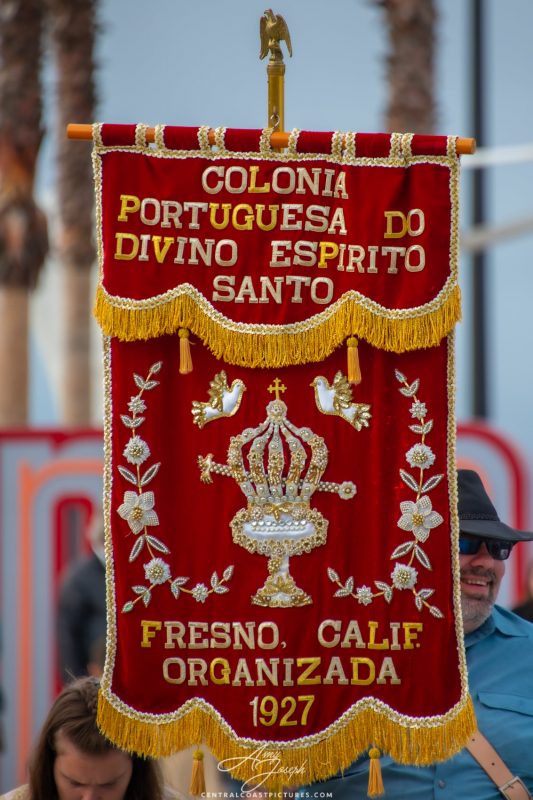 COLONIA
PORTUGUESA DO
DIVINO ESPIRITO
SANTO
FRESNO, CALIF.
ORGANIZADA
1927
Amy
Joseph
CENTRALCOASTPICTURES.COM